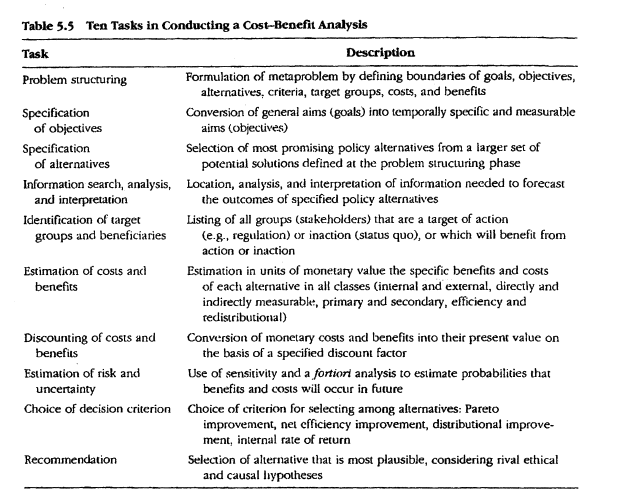 Table 5.5 Ten Tasks in Conducting a Cost–Benefit Analysis
Task Description
Problem structuring Formulation of metaproblem by defining boundaries of goals, objectives,
alternatives, criteria, target groups, costs, and benefits
Specification Conversion of general aims (goals) into temporally specific and measurable
of objectives aims (objectives)
Specification Selection of most promising policy alternatives from a larger set of
of alternatives potential solutions defined at the problem structuring phase
Information search, analysis, Location, analysis, and interpretation of information needed to forecast
and interpretation the outcomes of specified policy alternatives
Identification of target Listing of all groups (stakeholders) that are a target of action
groups and beneficiaries (e.g., regulation) or inaction (status quo), or which will benefit from
action or inaction
Estimation of costs and Estimation in units of monetary value the specific benefits and costs
benefits of each alternative in all classes (internal and external, directly and
indirectly measurable, primary and secondary, efficiency and
redistributional)
Discounting of costs and Conversion of monetary costs and benefits into their present value on
benefits the basis of a specified discount factor
Estimation of risk and Use of sensitivity and a fortiori analysis to estimate probabilities that
uncertainty benefits and costs will occur in future
Choice of decision criterion Choice of criterion for selecting among alternatives: Pareto
improvement, net efficiency improvement, distributional improve-
ment, internal rate of return
Recommendation Selection of alternative that is most plausible, considering rival ethical
and causal hypotheses